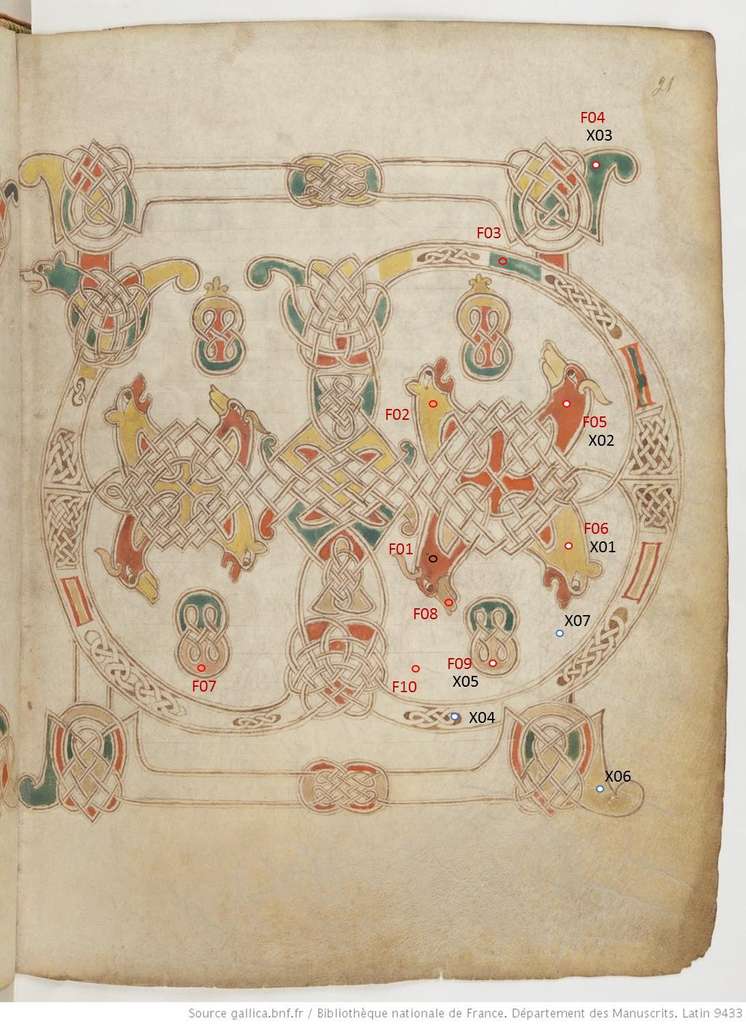 21
F04
X03
F03
F02
F05
X02
F01
F06
X01
F08
X07
F09
X05
F07
F10
X04
X06
Source gallica.bnf.fr / Bibliothèque nationale de France. Département des Manuscrits. Latin 9433